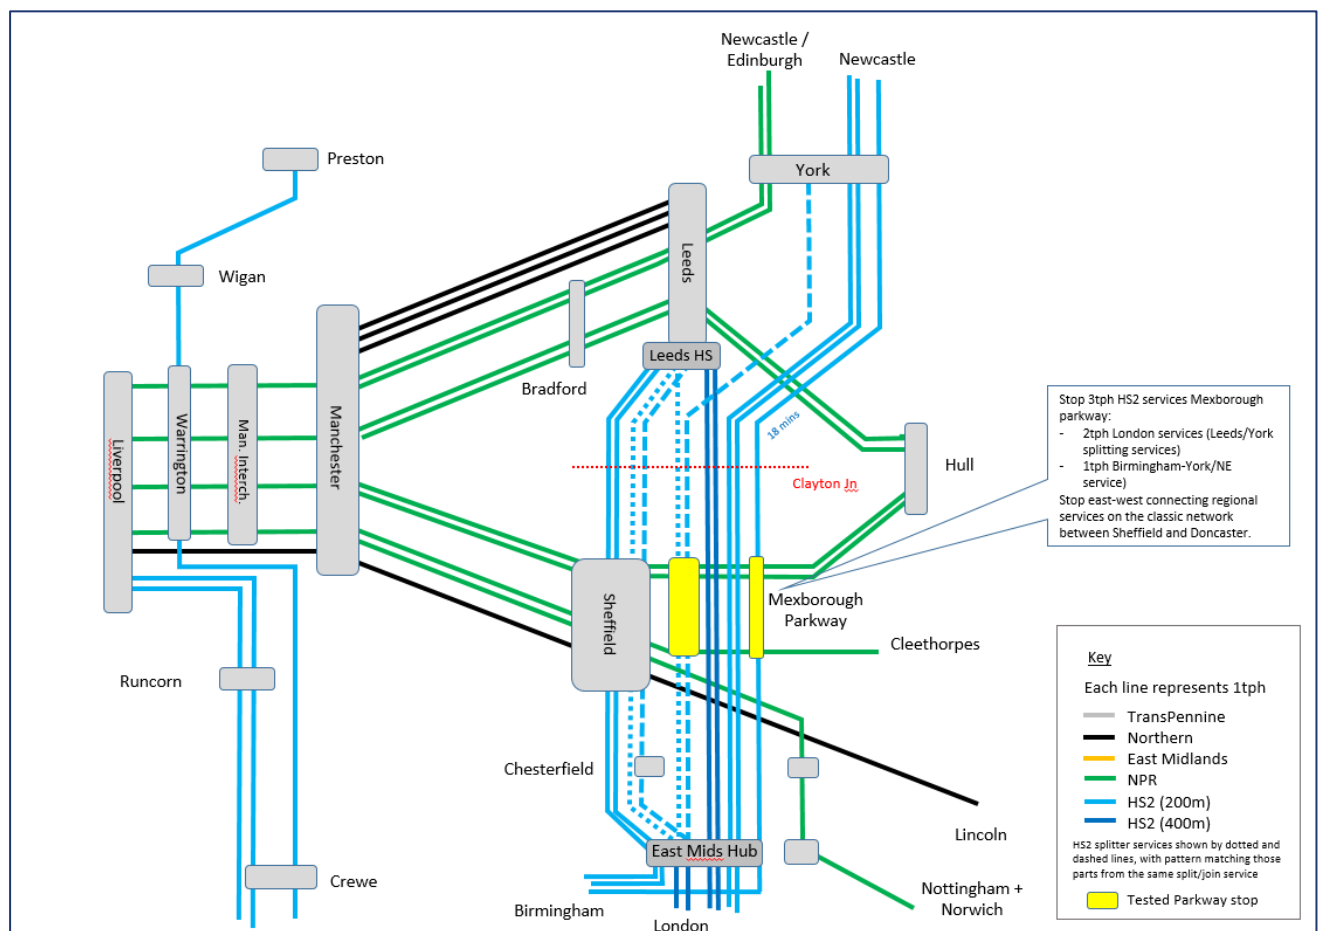 Newcastle /
Edinburgh
Newcastle
York
Preston
Wigan
Leeds
Leeds HS
Bradford
Liverpool
Warrington
Man. Interch.
Manchester
18 mins
Clayton Jn
Hull
Stop 3tph HS2 services Mexborough
parkway:
- 2tph London services (Leeds/York
splitting services)
- 1tph Birmingham-York/NE
service)
Stop east-west connecting regional
services on the classic network
between Sheffield and Doncaster.
Sheffield
Mexborough
Parkway
Cleethorpes
Runcorn
Chesterfield
Lincoln
East Mids Hub
Crewe
Birmingham
London
Nottingham +
Norwich
Key
Each line represents 1tph
TransPennine
Northern
East Midlands
NPR
HS2 (200m)
HS2 (400m)
HS2 splitter services shown by dotted and
dashed lines, with pattern matching those
parts from the same split/join service
Tested Parkway stop